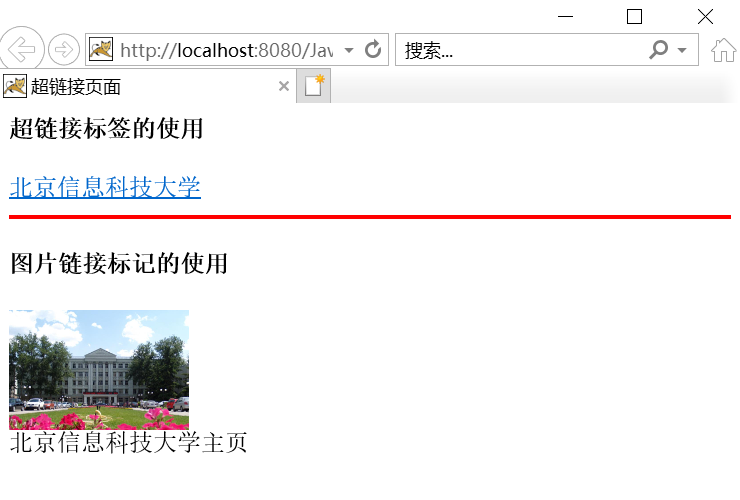 http://localhost:8080/Jav
搜索...
超链接页面
超链接标签的使用
北京信息科技大学
图片链接标记的使用
北京信息科技大学主页